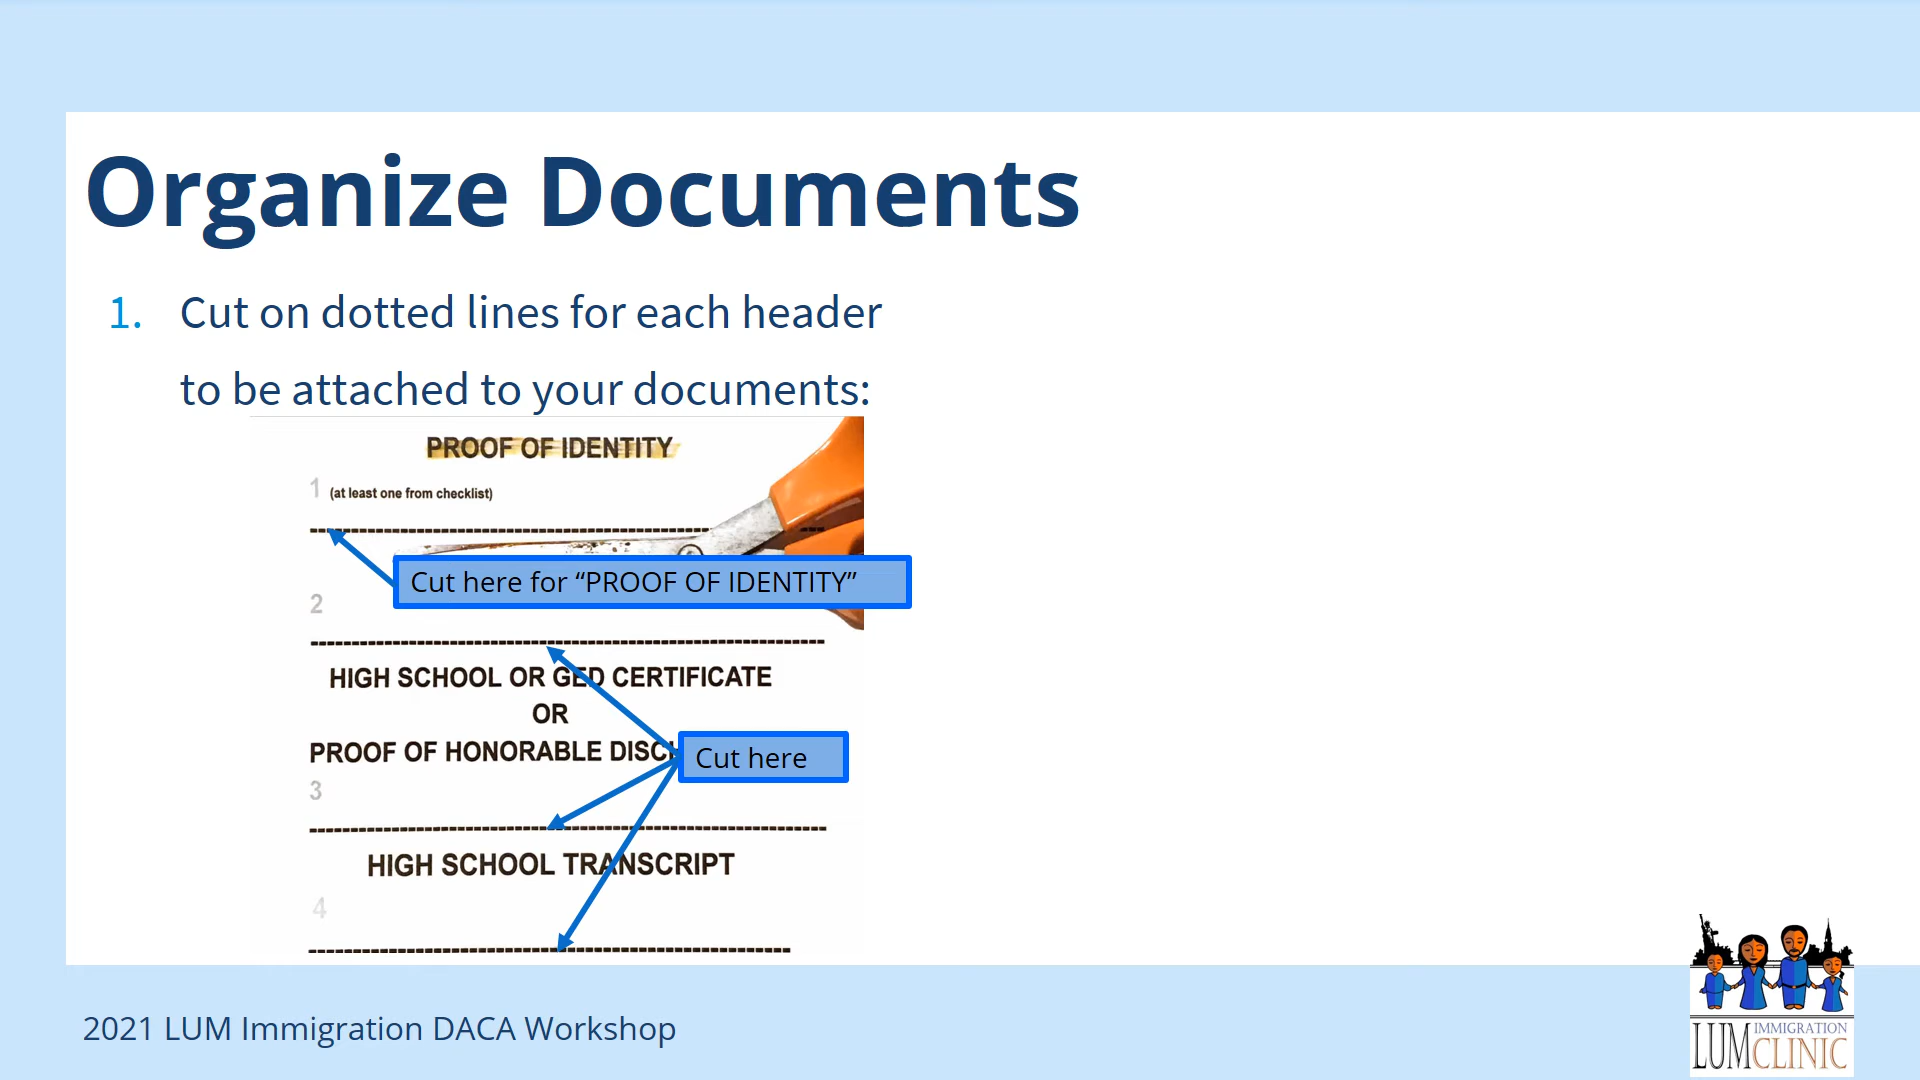 Organize Documents
1. Cut on dotted lines for each header
to be attached to your documents:
PROOF OF IDENTITY
1 (at least one from checklist)
Cut here for “PROOF OF IDENTITY”
2
HIGH SCHOOL OR GED CERTIFICATE
OR
PROOF OF HONORABLE
Cut here
3
HIGH SCHOOL TRANSCRIPT
4
2021 LUM Immigration DACA Workshop
IMMIGRATION
LUM CLINIC